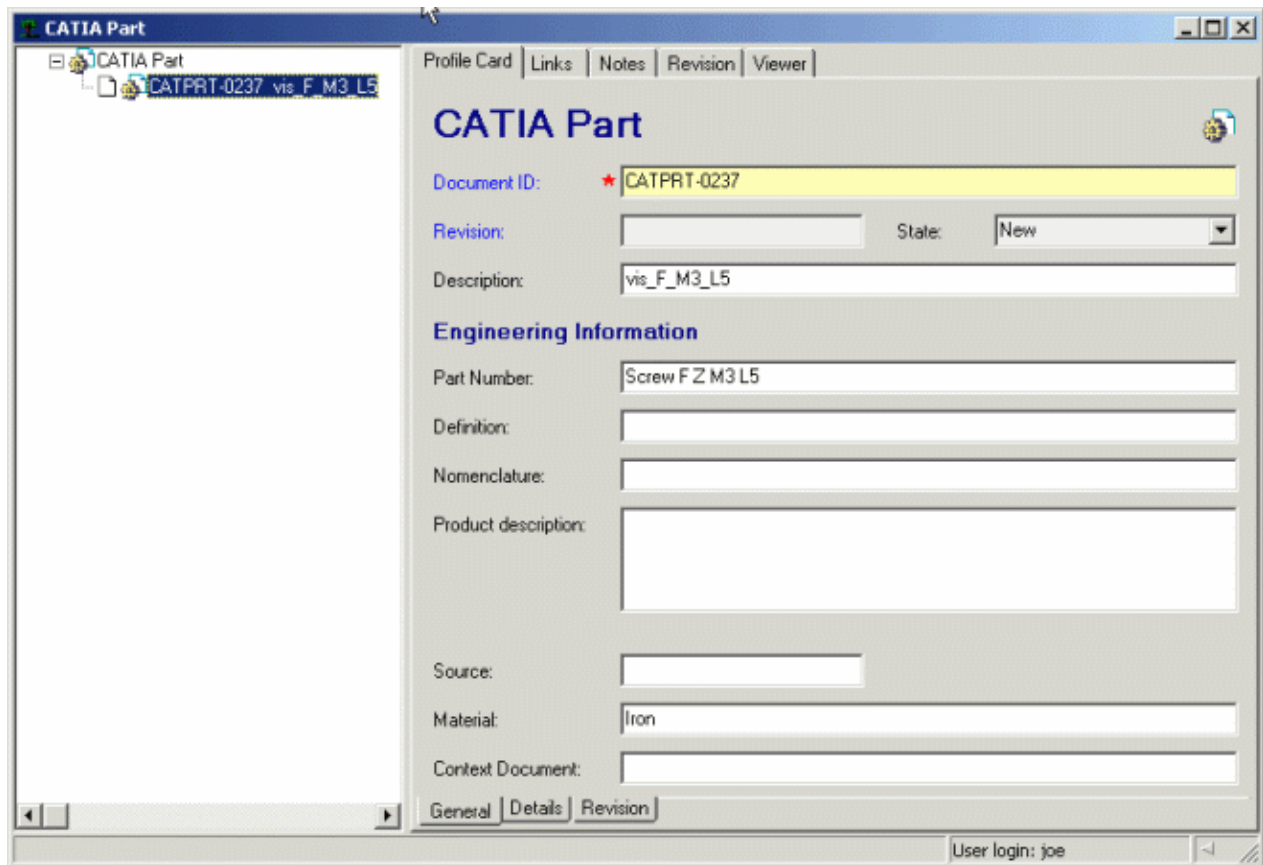 CATIA Part
CATIA Part
CATPRT-0237 vis_F_M3_L5
Profile Card Links Notes Revision Viewer
CATIA Part
Document ID: * CATPRT-0237
Revision: State: New
Description: vis_F_M3_L5
Engineering Information
Part Number: Screw F Z M3 L5
Definition:
Nomenclature:
Product description:
Source:
Material: Iron
Context Document:
General Details Revision
User login: joe